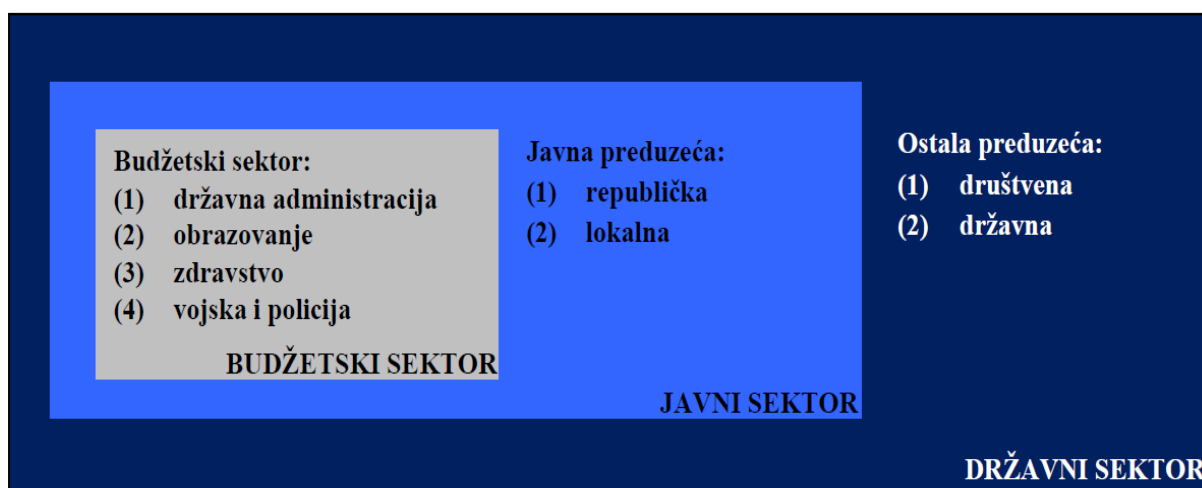 Budžetski sektor:
(1) državna administracija
(2) obrazovanje
(3) zdravstvo
(4) vojska i policija
BUDŽETSKI SEKTOR
Javna preduzeća:
(1) republička
(2) lokalna
JAVNI SEKTOR
Ostala preduzeća:
(1) društvena
(2) državna
DRŽAVNI SEKTOR